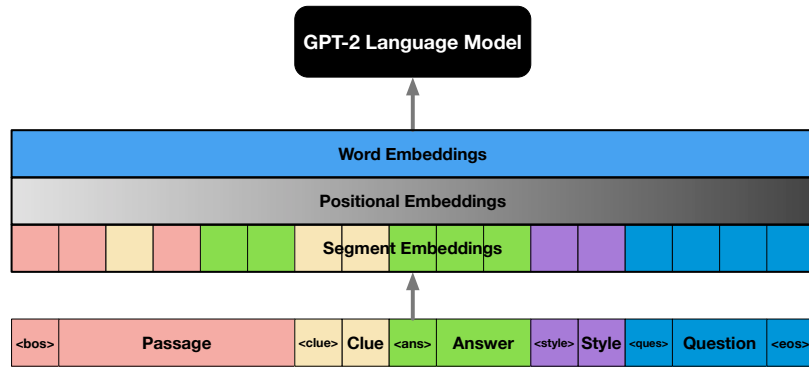 GPT-2 Language Model
Word Embeddings
Positional Embeddings
Segment Embeddings
<bos> Passage <clue> Clue <ans> Answer <style> Style <ques> Question <eos>